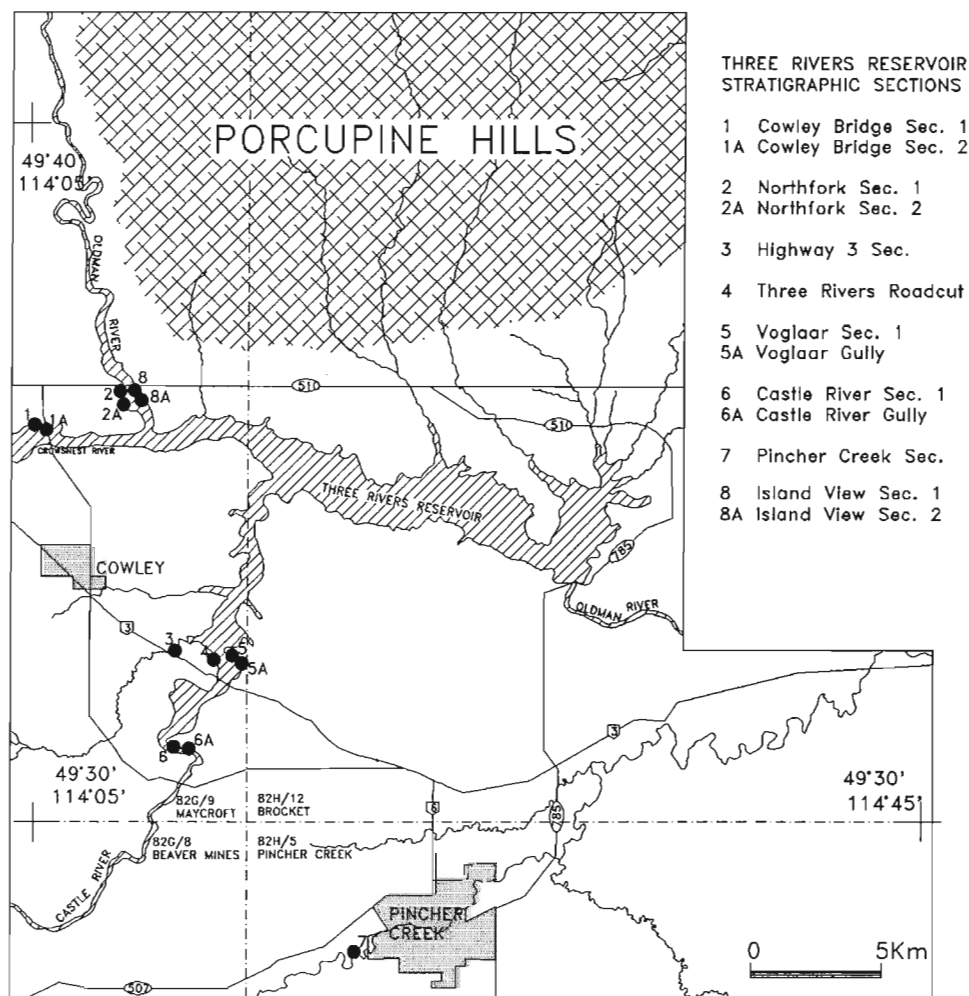 PORCUPINE HILLS
49°40
114°05'
OLDMAN
RIVER
510
8
2
8A
2A
1
1A
510
CROWSNEST RIVER
THREE RIVERS RESERVOIR
785
COWLEY
OLDMAN RIVER
3
3
4
5
5A
3
6
6A
49°30'
114°05'
49°30'
114°45'
82G/9
MAYCROFT
82H/12
BROCKET
6
785
82G/8
BEAVER MINES
82H/5
PINCHER CREEK
CASTLE RIVER
PINCHER
CREEK
7
507
0 5Km
THREE RIVERS RESERVOIR
STRATIGRAPHIC SECTIONS
1 Cowley Bridge Sec. 1
1A Cowley Bridge Sec. 2
2 Northfork Sec. 1
2A Northfork Sec. 2
3 Highway 3 Sec.
4 Three Rivers Roadcut
5 Voglaar Sec. 1
5A Voglaar Gully
6 Castle River Sec. 1
6A Castle River Gully
7 Pincher Creek Sec.
8 Island View Sec. 1
8A Island View Sec. 2